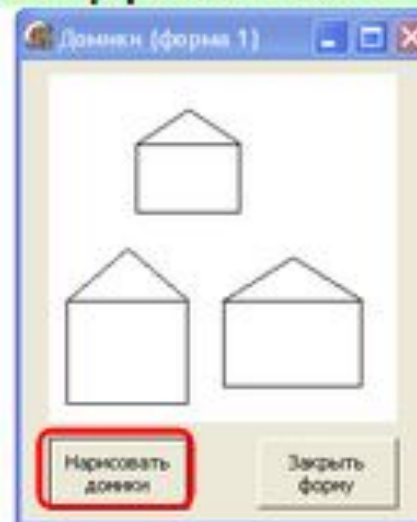 Домики (форма 1)
Нарисовать
домики
Закрыть
форму